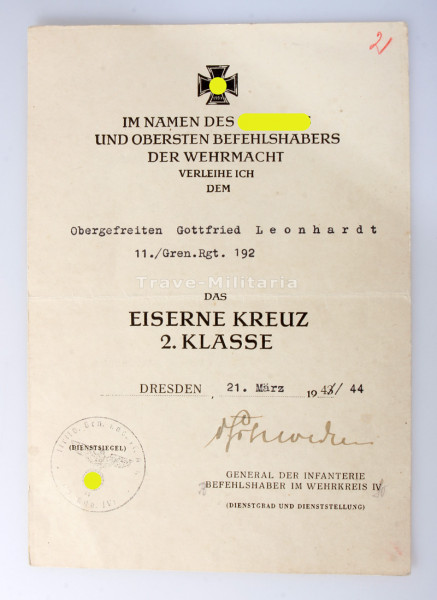 21
IM NAMEN DES
UND OBERSTEN BEFEHLSHABERS
DER WEHRMACHT
VERLEIHE ICH
DEM
Obergefreiten Gottfried Leonhardt
11./Gren.Rgt. 192
Trave-Militaria
DAS
EISERNE KREUZ
2. KLASSE
DRESDEN, 21. März 194 / 44
(DIENSTSIEGEL)
GENERAL DER INFANTERIE
BEFEHLSHABER IM WEHRKREIS IV
(DIENSTGRAD UND DIENSTSTELLUNG)